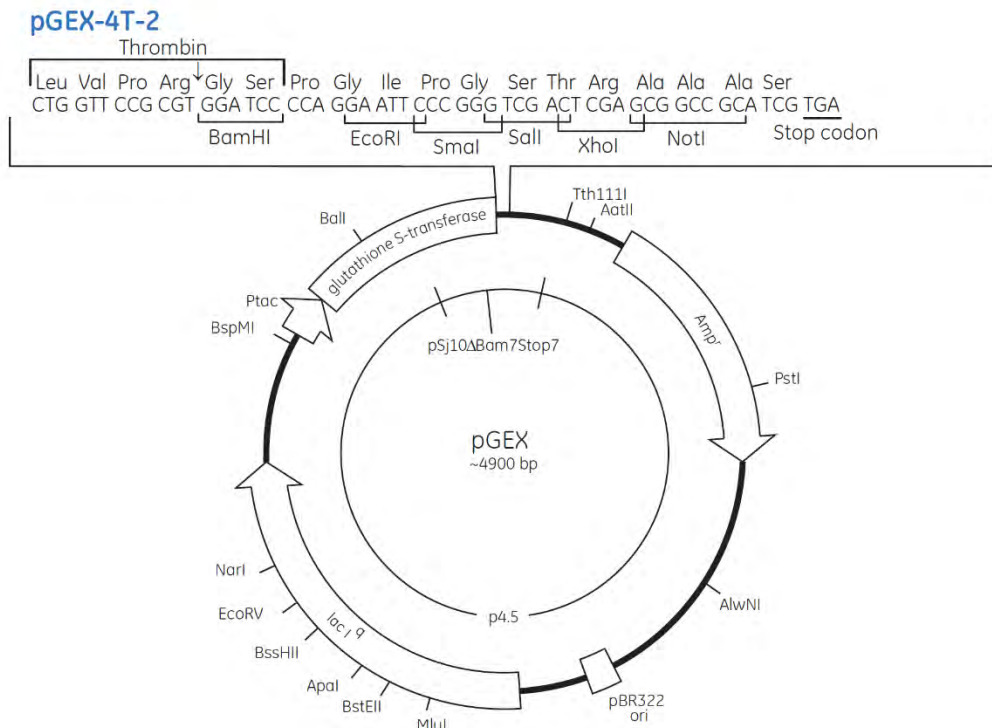 pGEX-4T-2
Thrombin
Leu Val Pro Arg↓Gly Ser Pro Gly Ile Pro Gly Ser Thr Arg Ala Ala Ala Ser
CTG GTT CCG CGT GGA TCC CCA GGA ATT CCC GGG TCG ACT CGA GCG GCC GCA TCG TGA
BamHI EcoRI SmaI SalI XhoI NotI Stop codon
Tth111I
AatII
BalI
glutathione S-transferase
Ptac
BspMI
Ampʳ
pSj10ΔBam7Stop7
PstI
pGEX
~4900 bp
NarI
EcoRV
BssHII
ApaI
BstEII
MluI
lac Iq
p4.5
AlwNI
pBR322
ori